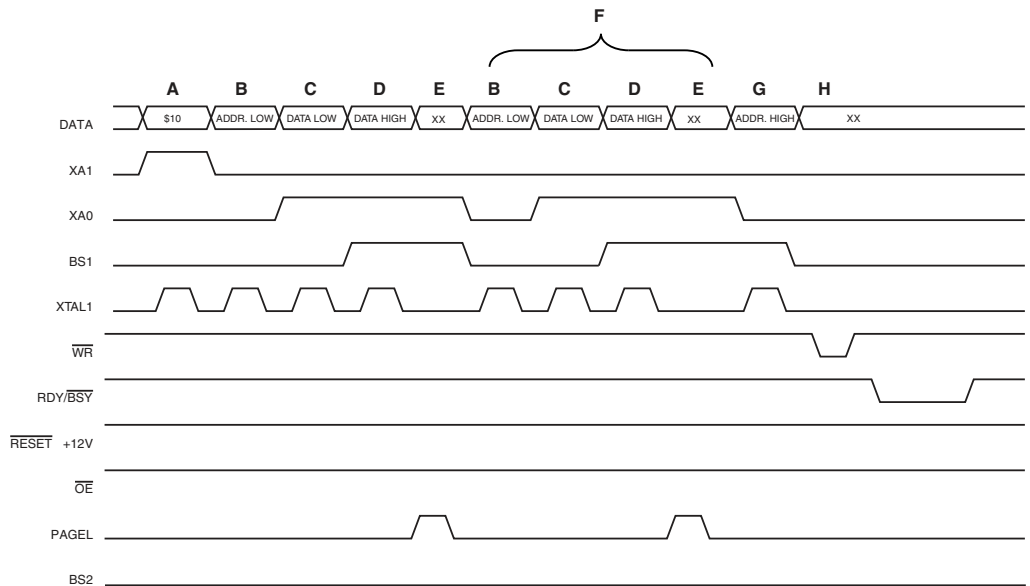 F
A B C D E B C D E G H
DATA $10 ADDR. LOW DATA LOW DATA HIGH XX ADDR. LOW DATA LOW DATA HIGH XX ADDR. HIGH XX
XA1
XA0
BS1
XTAL1
WR
RDY/BSY
RESET +12V
OE
PAGEL
BS2